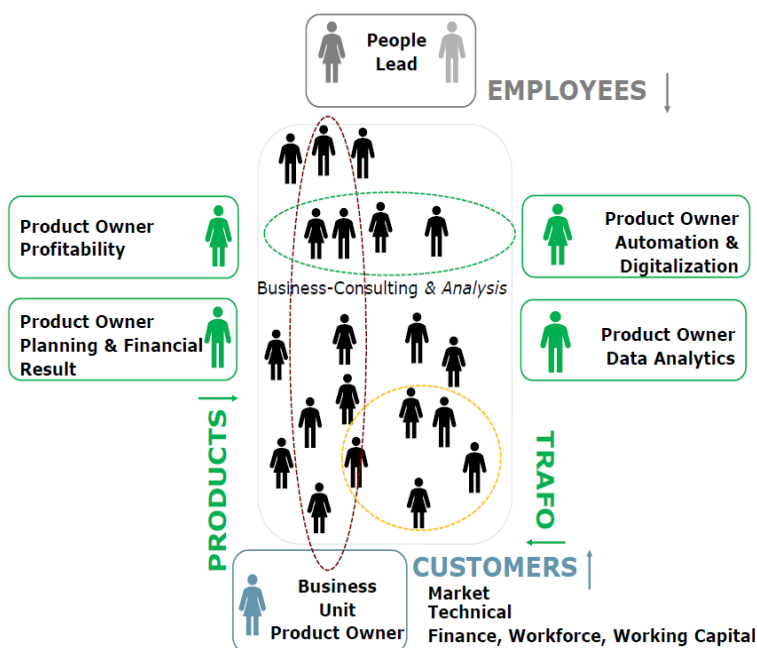 People
Lead
EMPLOYEES
Product Owner
Profitability
Product Owner
Automation &
Digitalization
Business-Consulting & Analysis
Product Owner
Planning & Financial
Result
Product Owner
Data Analytics
PRODUCTS
TRAFO
CUSTOMERS
Business
Unit
Product Owner
Market
Technical
Finance, Workforce, Working Capital